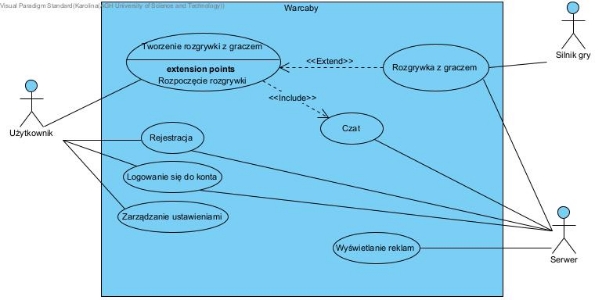 Visual Paradigm Standard(Karolina(AGH University of Science and Technology))
Warcaby
Tworzenie rozgrywki z graczem
extension points
Rozpoczęcie rozgrywki
<<Extend>>
Rozgrywka z graczem
Silnik gry
<<Include>>
Czat
Użytkownik
Rejestracja
Logowanie się do konta
Zarządzanie ustawieniami
Wyświetlanie reklam
Serwer